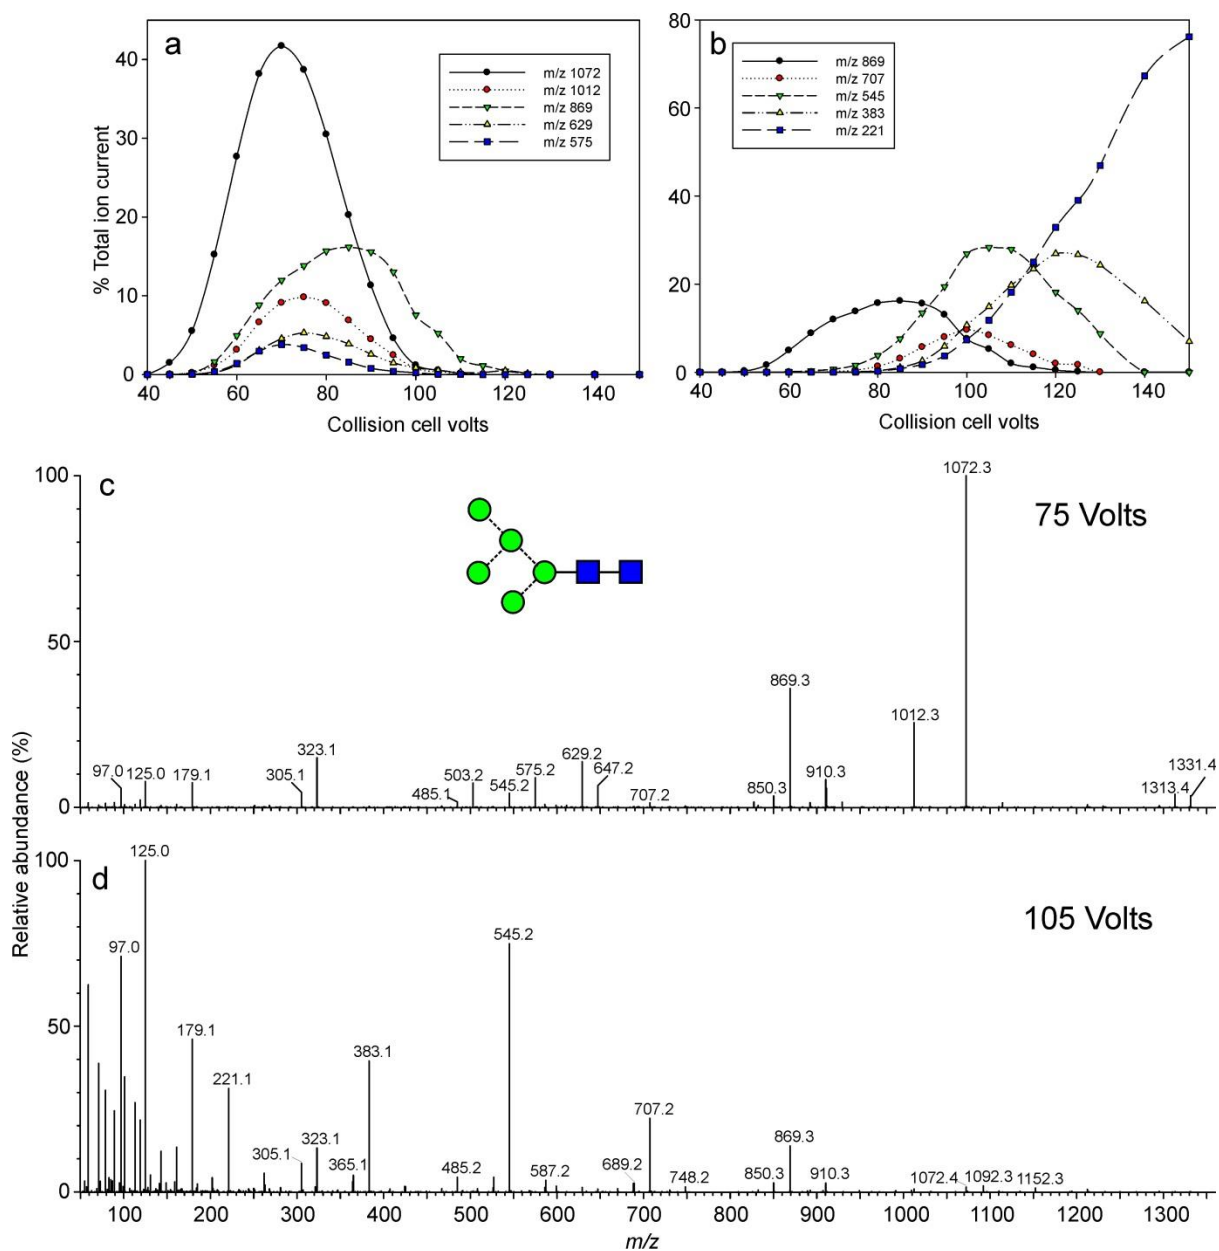 a
m/z 1072
m/z 1012
m/z 869
m/z 629
m/z 575
% Total ion current
40
30
20
10
0
40 60 80 100 120 140
Collision cell volts
b
m/z 869
m/z 707
m/z 545
m/z 383
m/z 221
80
60
40
20
0
40 60 80 100 120 140
Collision cell volts
Relative abundance (%)
c
75 Volts
100
50
0
97.0 125.0 179.1 305.1 323.1 485.1 503.2 545.2 575.2 629.2 647.2 707.2 850.3 869.3 910.3 1012.3 1072.3 1313.4 1331.4
d
105 Volts
100
50
0
97.0 125.0 179.1 221.1 305.1 323.1 365.1 383.1 485.2 545.2 587.2 689.2 707.2 748.2 850.3 869.3 910.3 1072.4 1092.3 1152.3
100 200 300 400 500 600 700 800 900 1000 1100 1200 1300
m/z